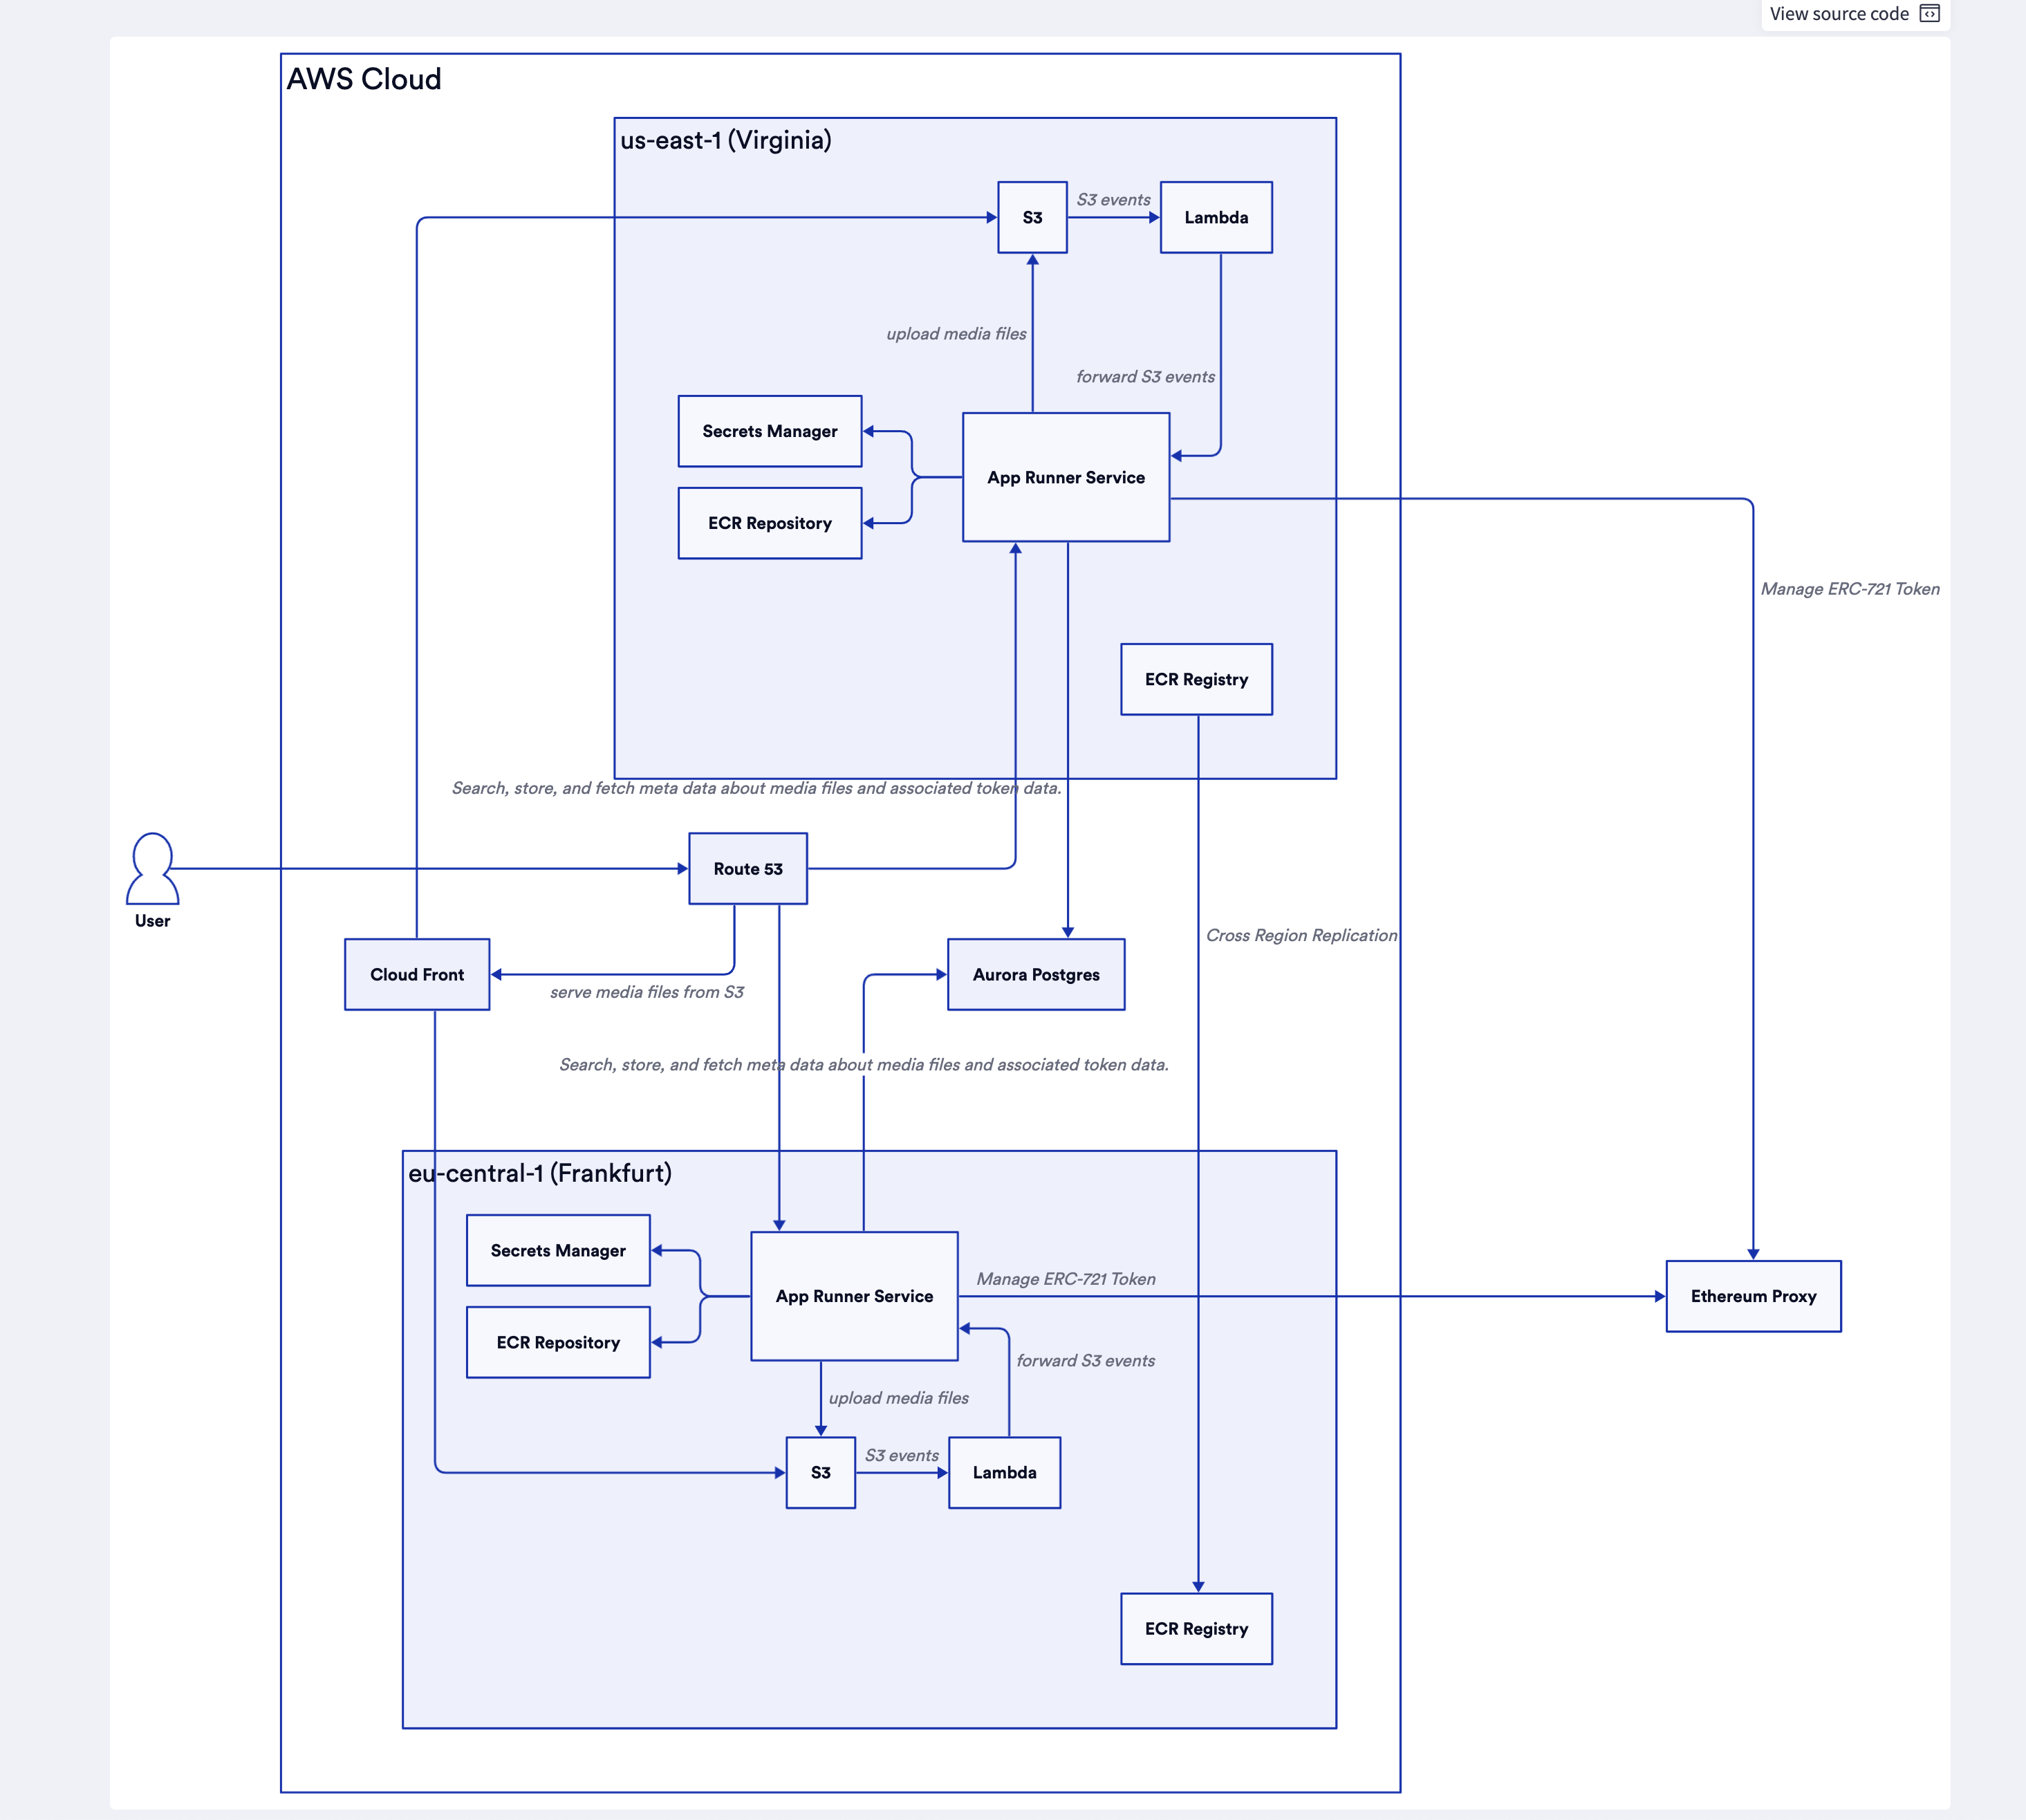 View source code
AWS Cloud
us-east-1 (Virginia)
S3
S3 events
Lambda
upload media files
forward S3 events
Secrets Manager
App Runner Service
ECR Repository
Manage ERC-721 Token
ECR Registry
Search, store, and fetch meta data about media files and associated token data.
User
Route 53
Cross Region Replication
Cloud Front
serve media files from S3
Aurora Postgres
Search, store, and fetch meta data about media files and associated token data.
eu-central-1 (Frankfurt)
Secrets Manager
App Runner Service
Manage ERC-721 Token
Ethereum Proxy
ECR Repository
forward S3 events
upload media files
S3
S3 events
Lambda
ECR Registry